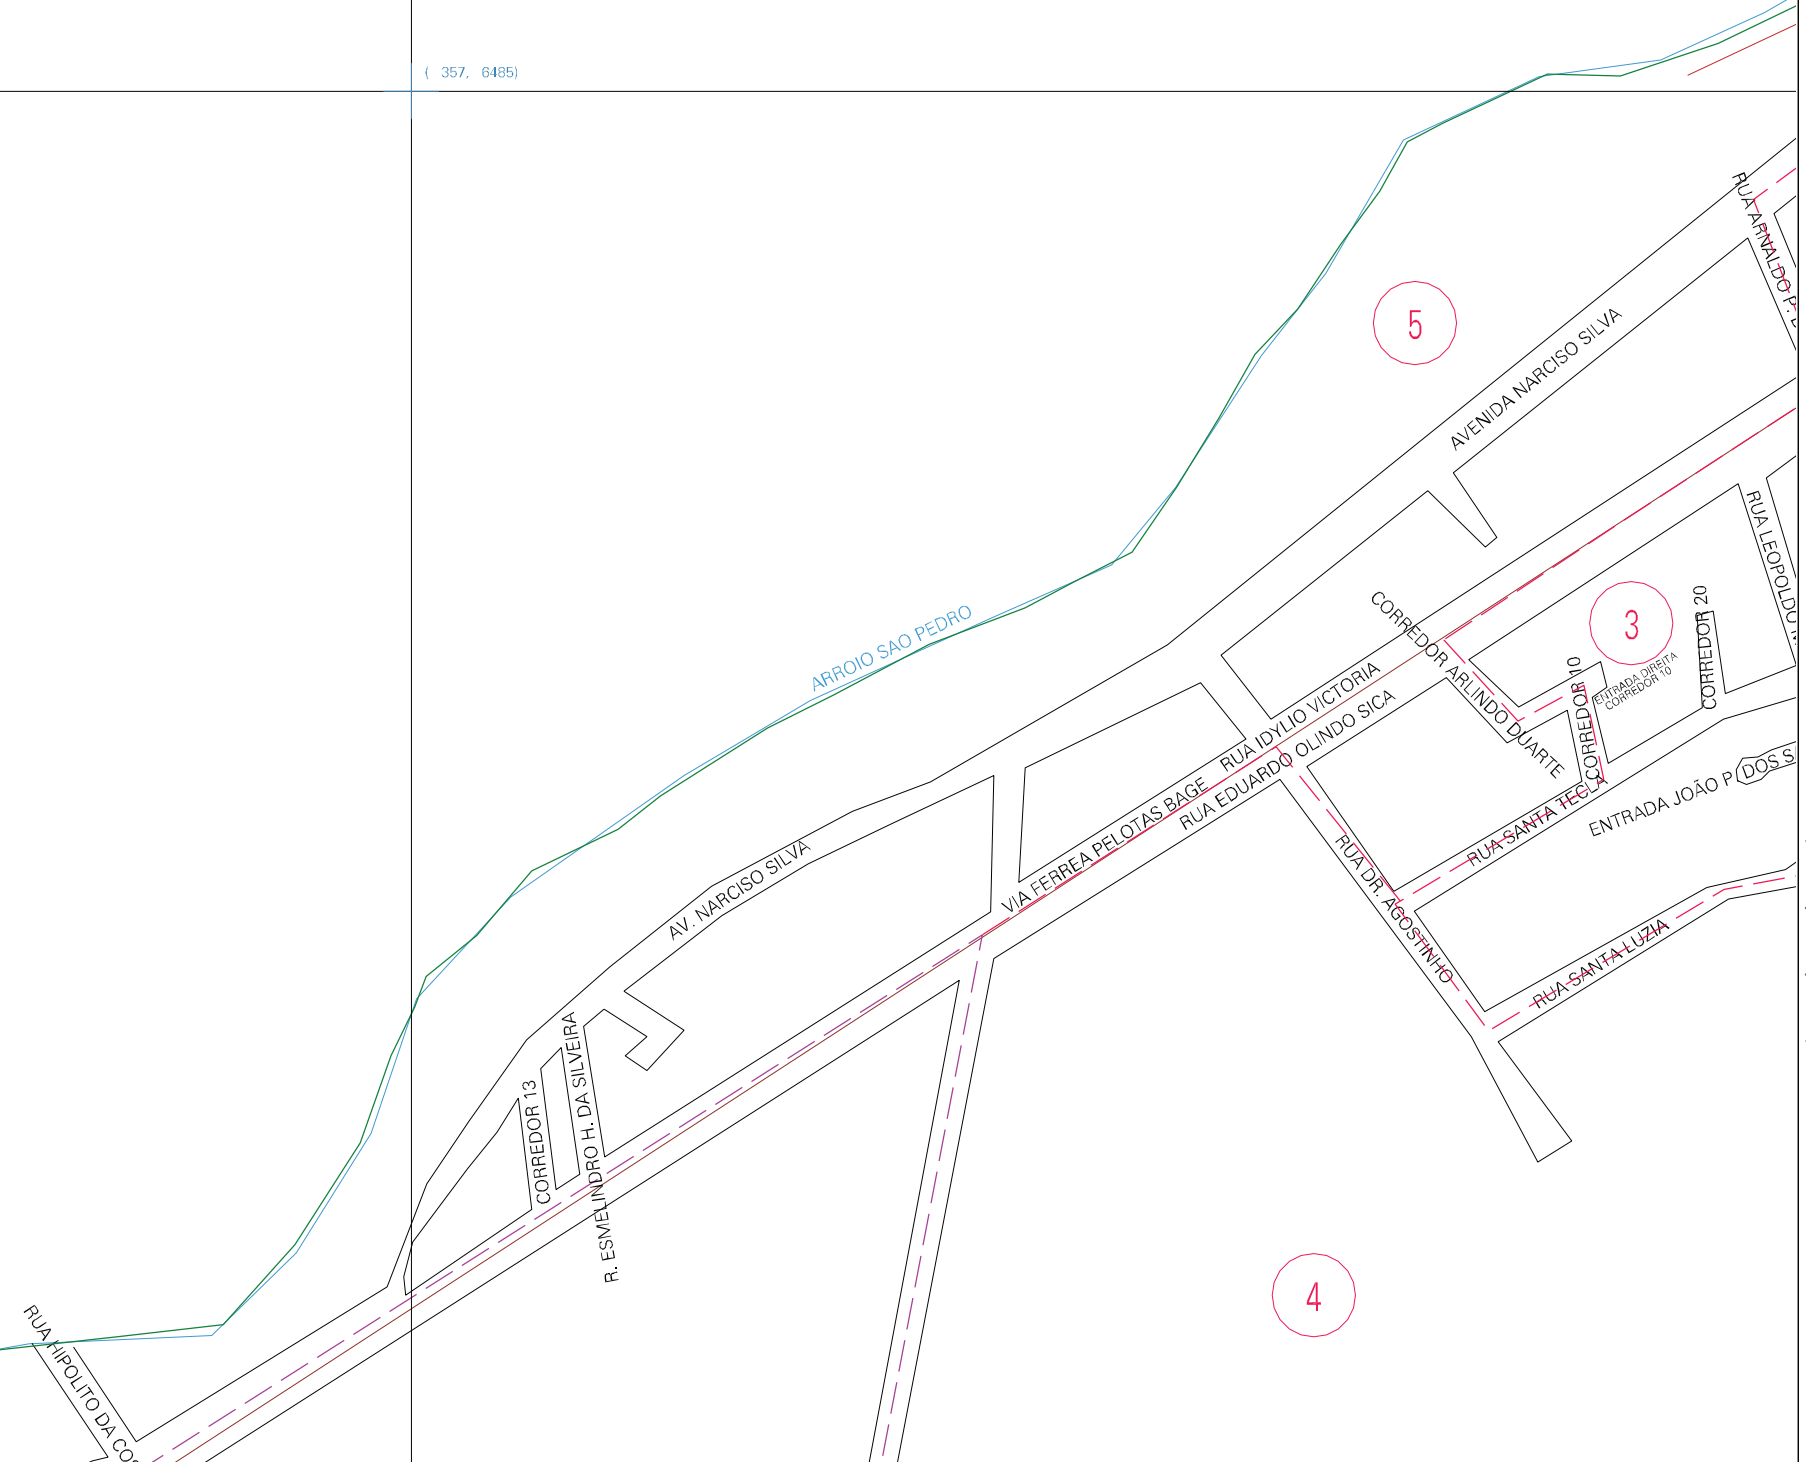 ( 357, 6485)
RUA ARNALDO P.
5
AVENIDA NARCISO SILVA
RUA LEOPOLDO
ARROIO SAO PEDRO
CORREDOR ARLINDO DUARTE
3
CORREDOR 20
CORREDOR 10
ENTRADA DIREITA
CORREDOR 10
RUA IDYLIO VICTORIA
RUA EDUARDO OLINDO SICA
VIA FERREA PELOTAS BAGE
RUA SANTA TECLA
ENTRADA JOÃO P. DOS S
AV. NARCISO SILVA
RUA DR. AGOSTINHO
RUA SANTA LUZIA
R. ESMELINDRO H. DA SILVEIRA
CORREDOR 13
4
RUA HIPOLITO DA COS